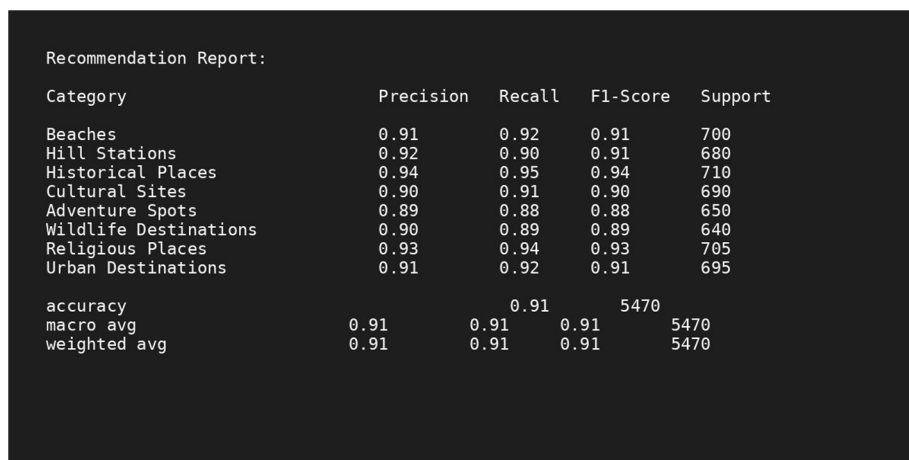 Recommendation Report:
Category Precision Recall F1-Score Support
Beaches 0.91 0.92 0.91 700
Hill Stations 0.92 0.90 0.91 680
Historical Places 0.94 0.95 0.94 710
Cultural Sites 0.90 0.91 0.90 690
Adventure Spots 0.89 0.88 0.88 650
Wildlife Destinations 0.90 0.89 0.89 640
Religious Places 0.93 0.94 0.93 705
Urban Destinations 0.91 0.92 0.91 695
accuracy 0.91 5470
macro avg 0.91 0.91 0.91 5470
weighted avg 0.91 0.91 0.91 5470